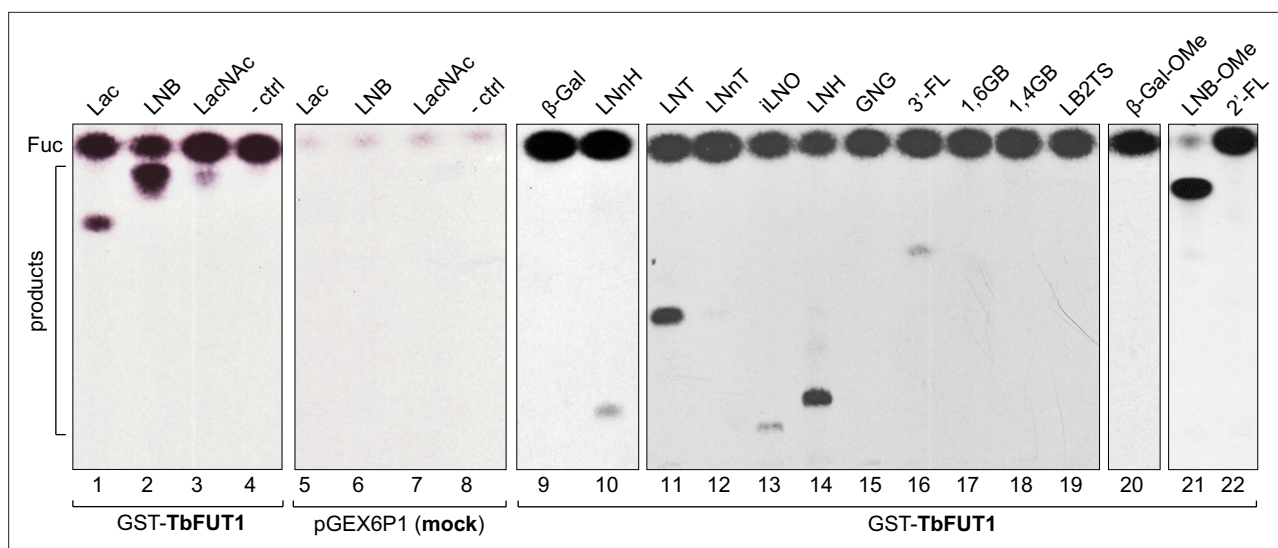 Lac LNB LacNAc - ctrl Lac LNB LacNAc - ctrl β-Gal LNnH LNT LNnT iLNO LNH GNG 3'-FL 1,6GB 1,4GB LB2TS β-Gal-OMe LNB-OMe 2'-FL
Fuc
products
1 2 3 4 5 6 7 8 9 10 11 12 13 14 15 16 17 18 19 20 21 22
GST-TbFUT1 pGEX6P1 (mock) GST-TbFUT1